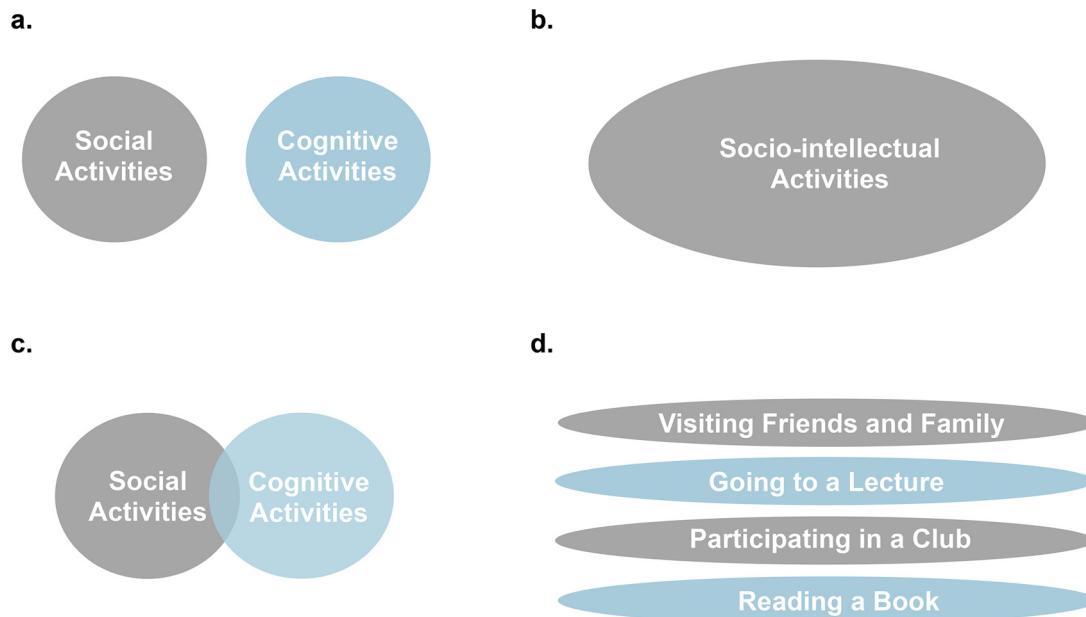 a.
Social
Activities
Cognitive
Activities
b.
Socio-intellectual
Activities
c.
Social
Activities
Cognitive
Activities
d.
Visiting Friends and Family
Going to a Lecture
Participating in a Club
Reading a Book